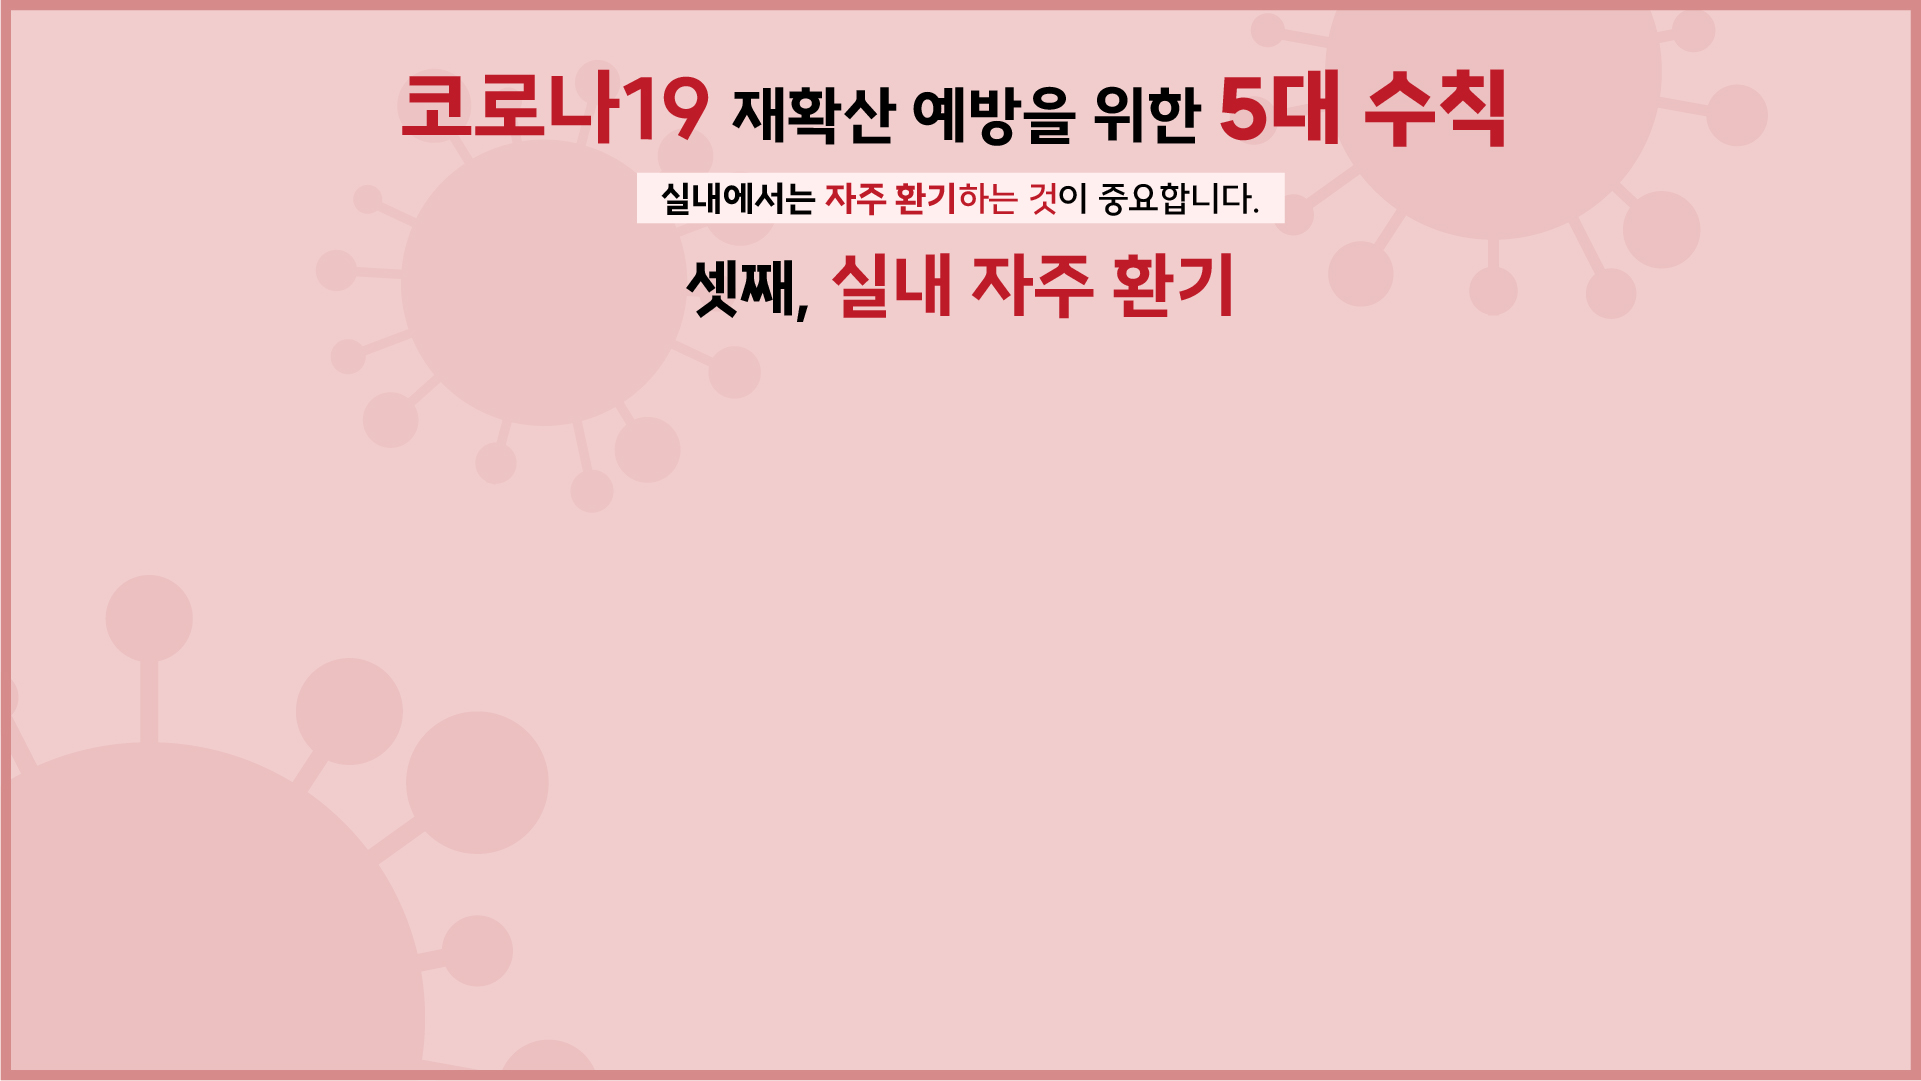 코로나19 재확산 예방을 위한 5대 수칙
실내에서는 자주 환기하는 것이 중요합니다.
셋째, 실내 자주 환기